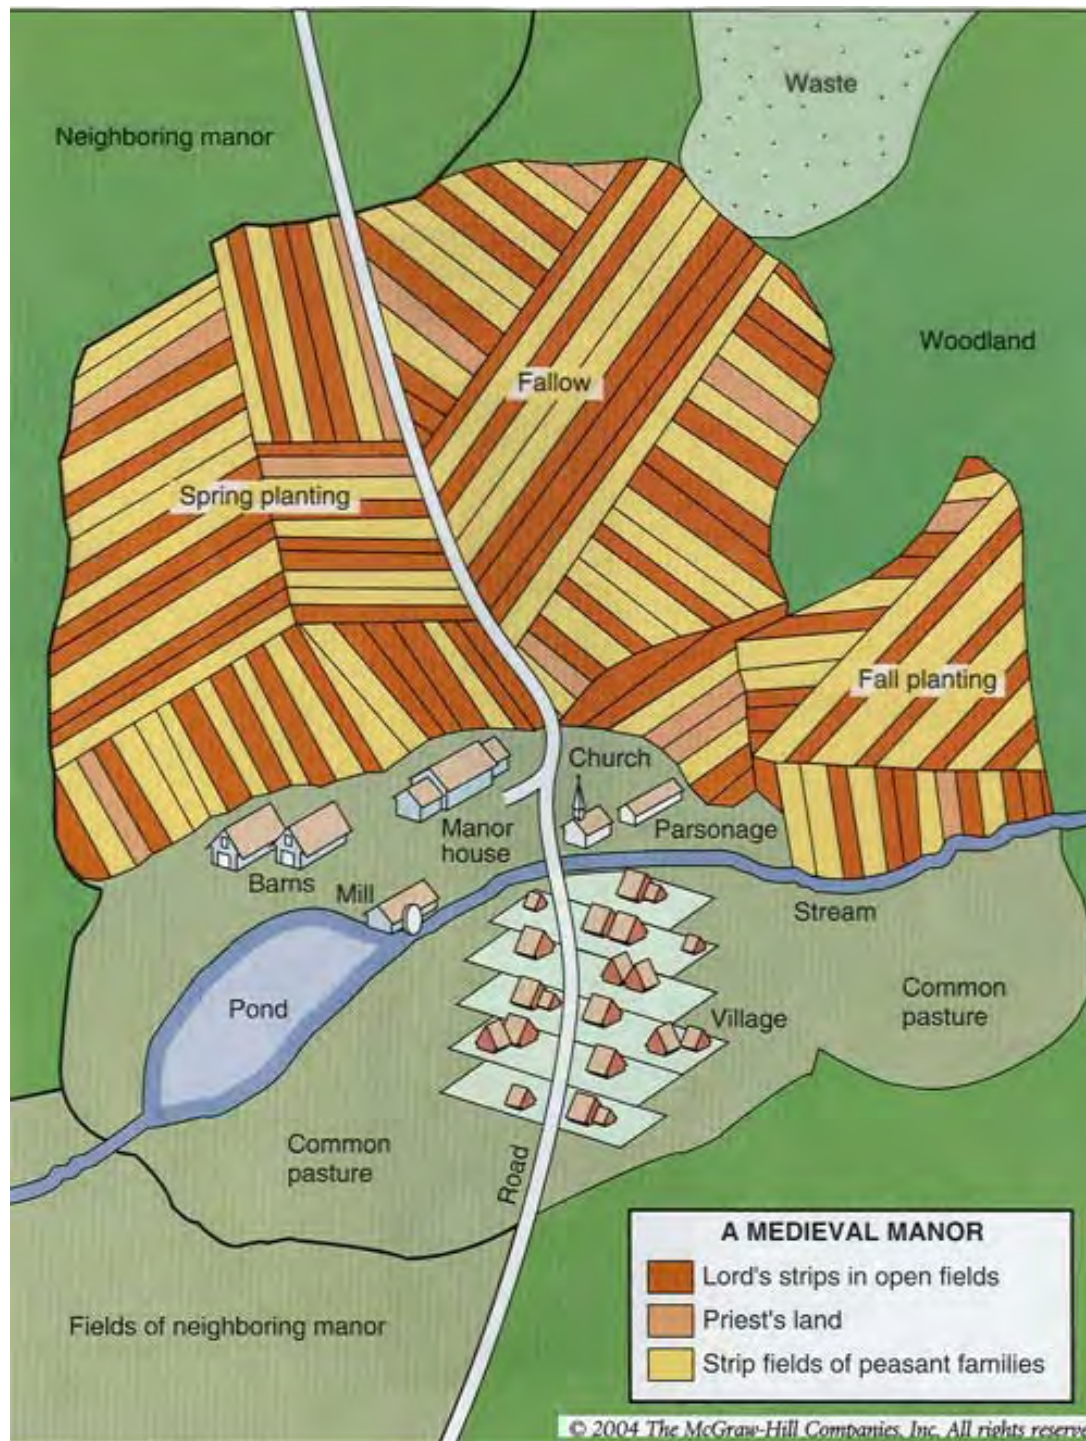 Waste
Neighboring manor
Woodland
Fallow
Spring planting
Fall planting
Church
Manor
house
Parsonage
Barns
Mill
Stream
Pond
Village
Common
pasture
Common
pasture
Road
Fields of neighboring manor
A MEDIEVAL MANOR
Lord's strips in open fields
Priest's land
Strip fields of peasant families
© 2004 The McGraw-Hill Companies, Inc. All rights reserve